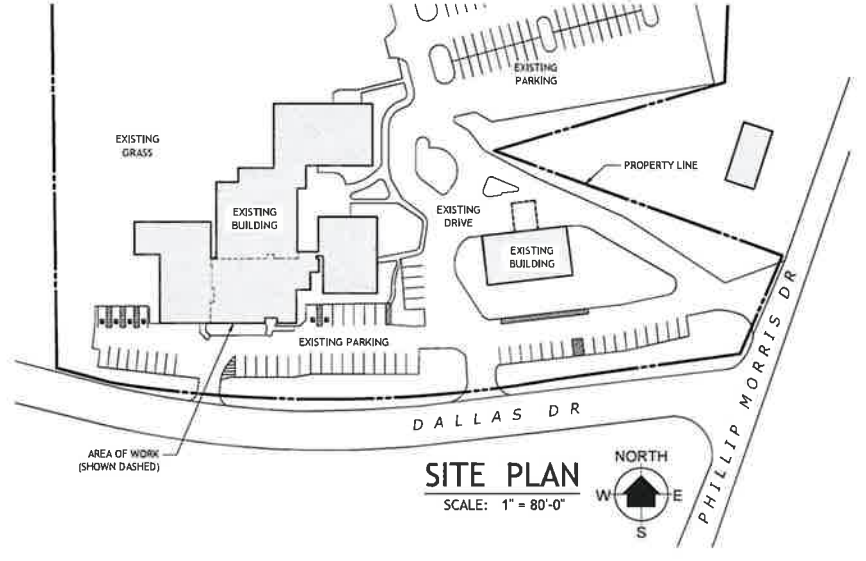 EXISTING
PARKING
EXISTING
GRASS
PROPERTY LINE
EXISTING
BUILDING
EXISTING
DRIVE
EXISTING
BUILDING
EXISTING PARKING
DALLAS DR
PHILLIP MORRIS DR
AREA OF WORK
(SHOWN DASHED)
SITE PLAN
SCALE: 1" = 80'-0"
NORTH
W
E
S